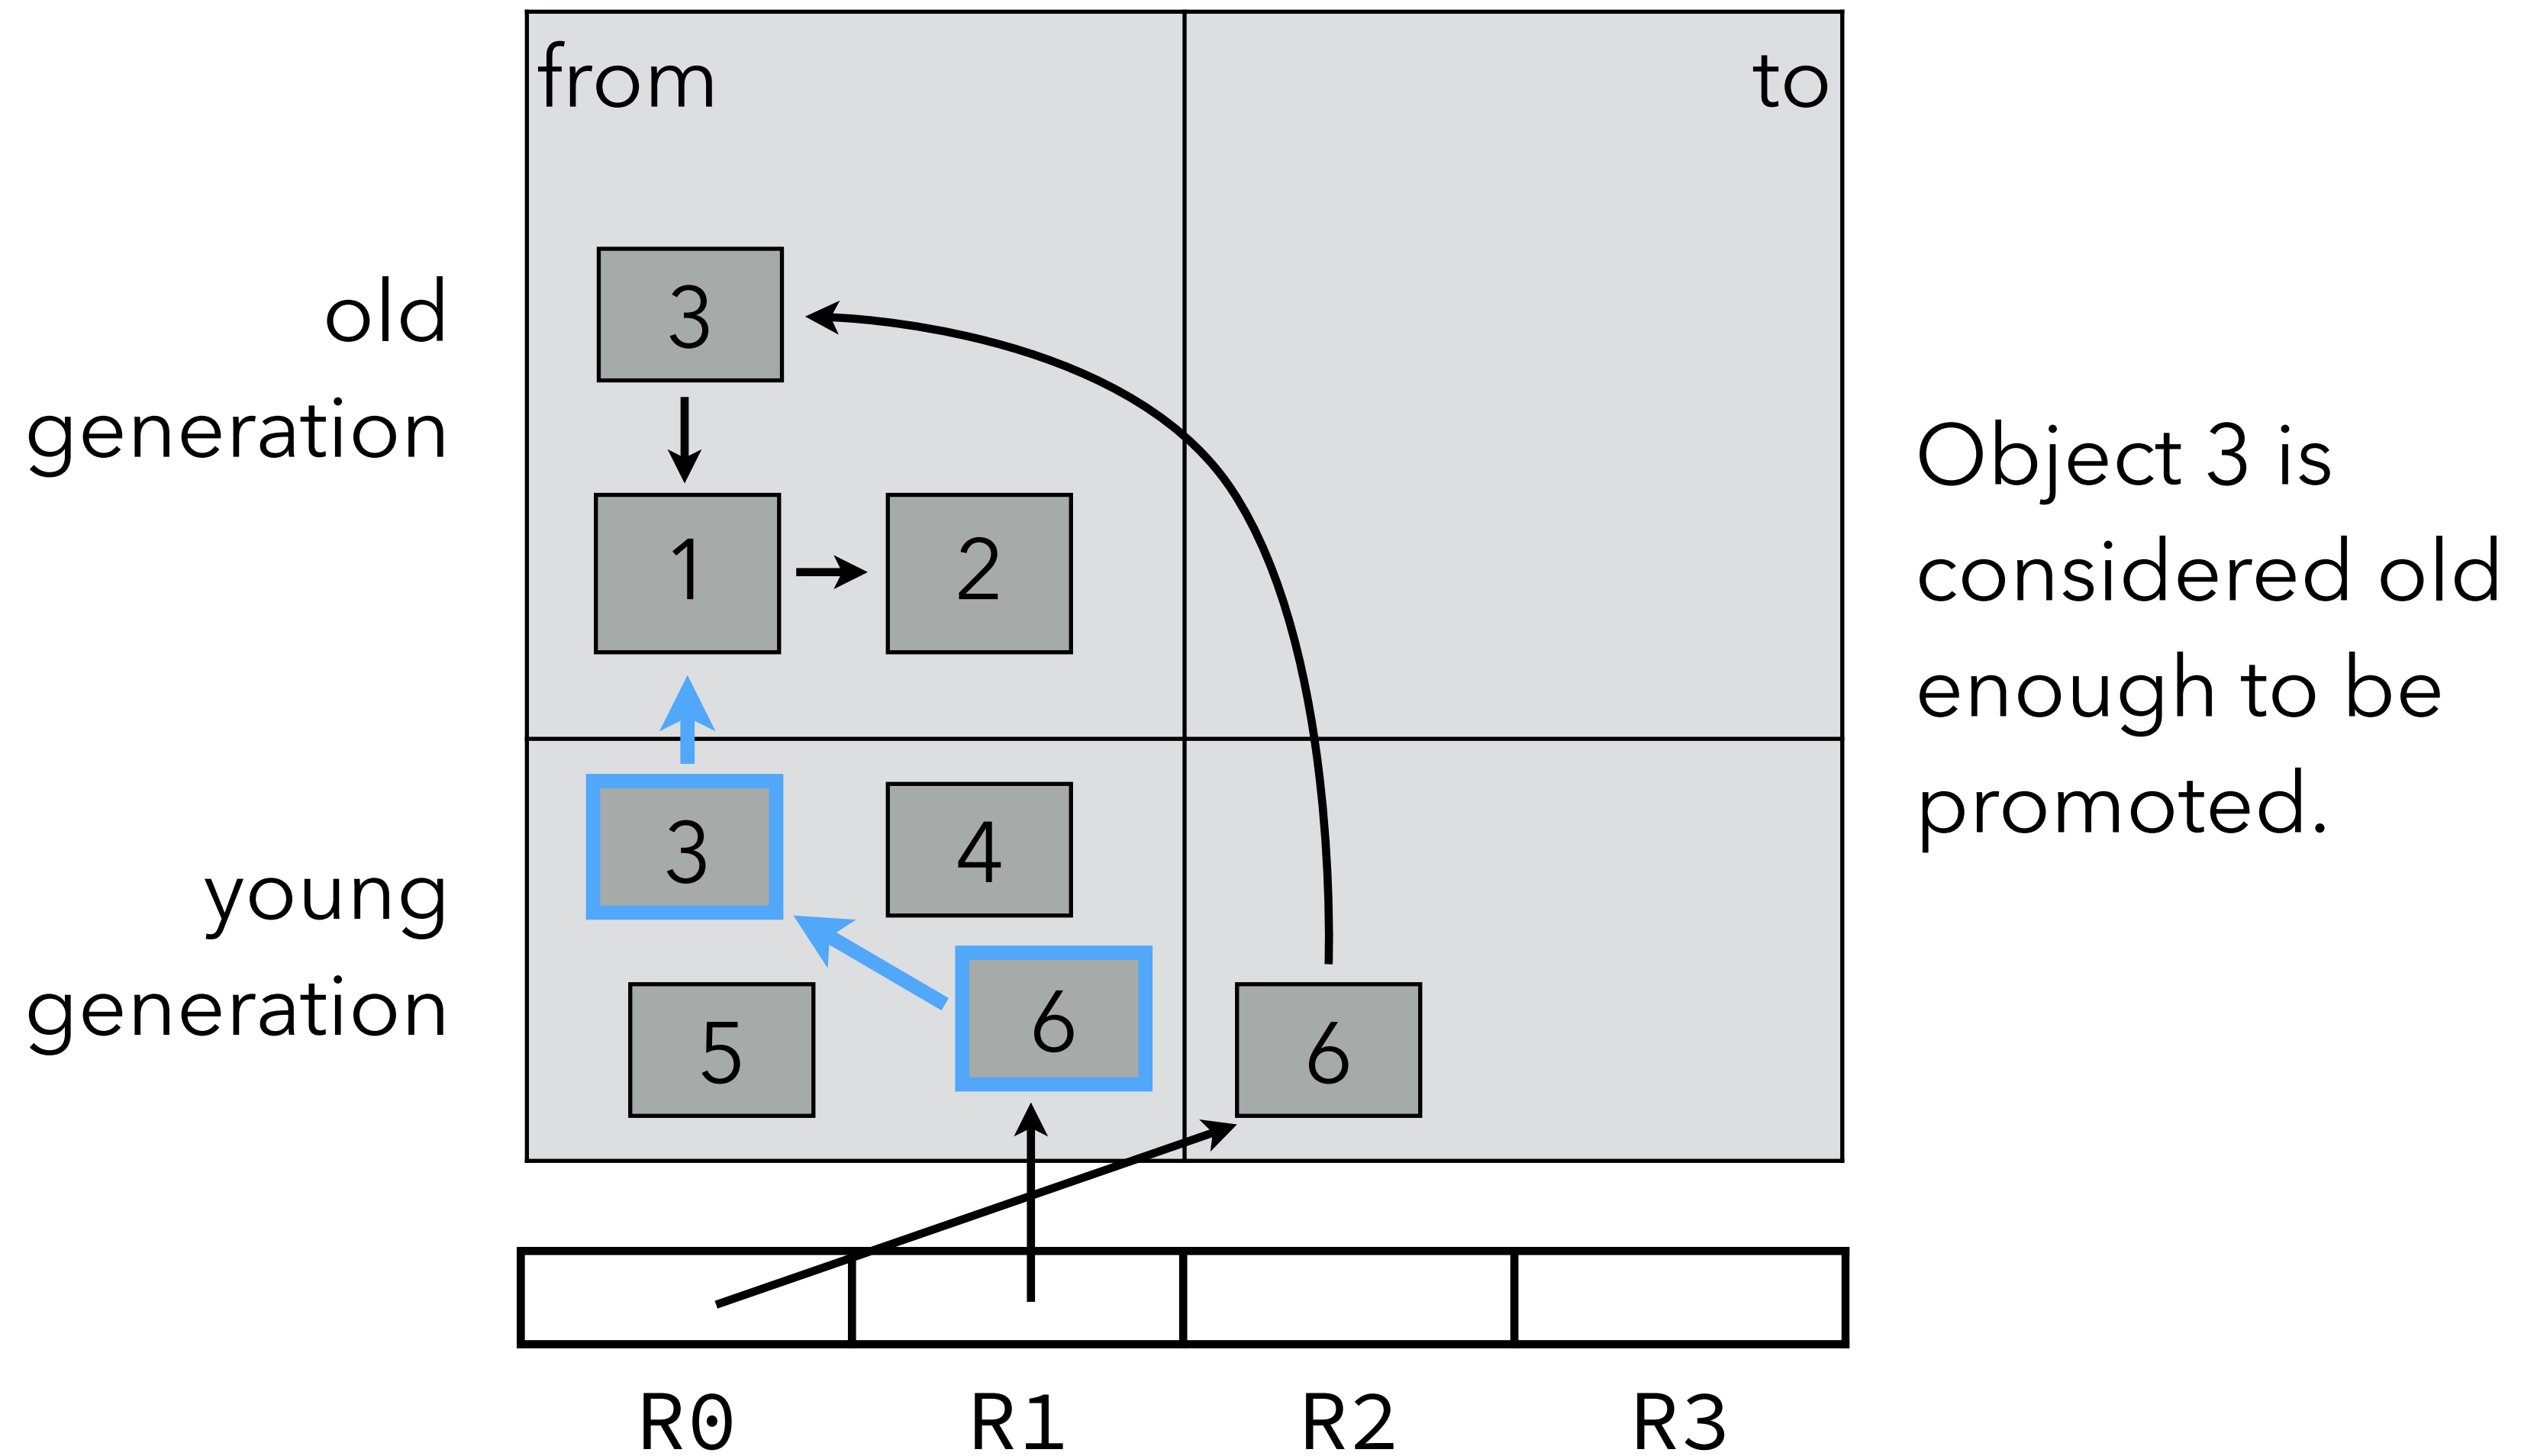 from
to
old
generation
3
1
2
Object 3 is
considered old
enough to be
promoted.
young
generation
3
4
5
6
6
R0
R1
R2
R3